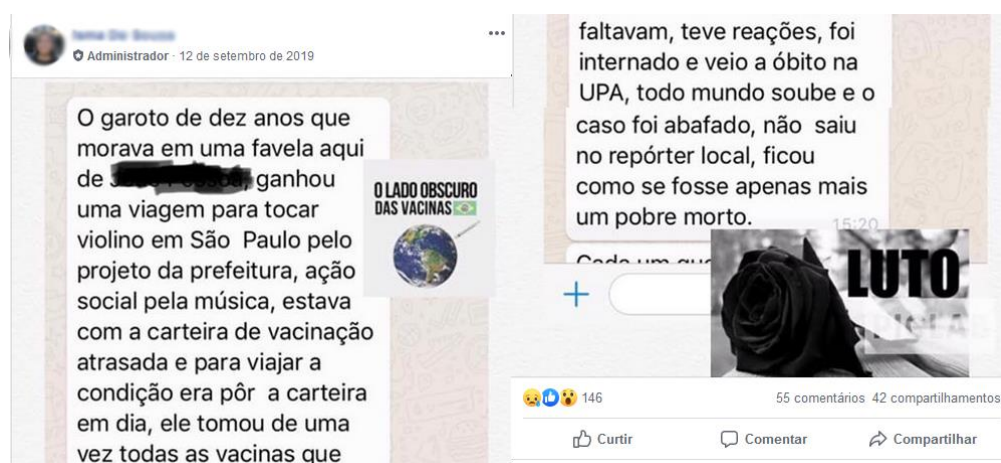 Administrador · 12 de setembro de 2019
O garoto de dez anos que
morava em uma favela aqui
de ganhou
uma viagem para tocar
violino em São Paulo pelo
projeto da prefeitura, ação
social pela música, estava
com a carteira de vacinação
atrasada e para viajar a
condição era pôr a carteira
em dia, ele tomou de uma
vez todas as vacinas que
O LADO OBSCURO
DAS VACINAS
faltavam, teve reações, foi
internado e veio a óbito na
UPA, todo mundo soube e o
caso foi abafado, não saiu
no repórter local, ficou
como se fosse apenas mais
um pobre morto.
15:20
Cada um que
LUTO
146
55 comentários 42 compartilhamentos
Curtir
Comentar
Compartilhar